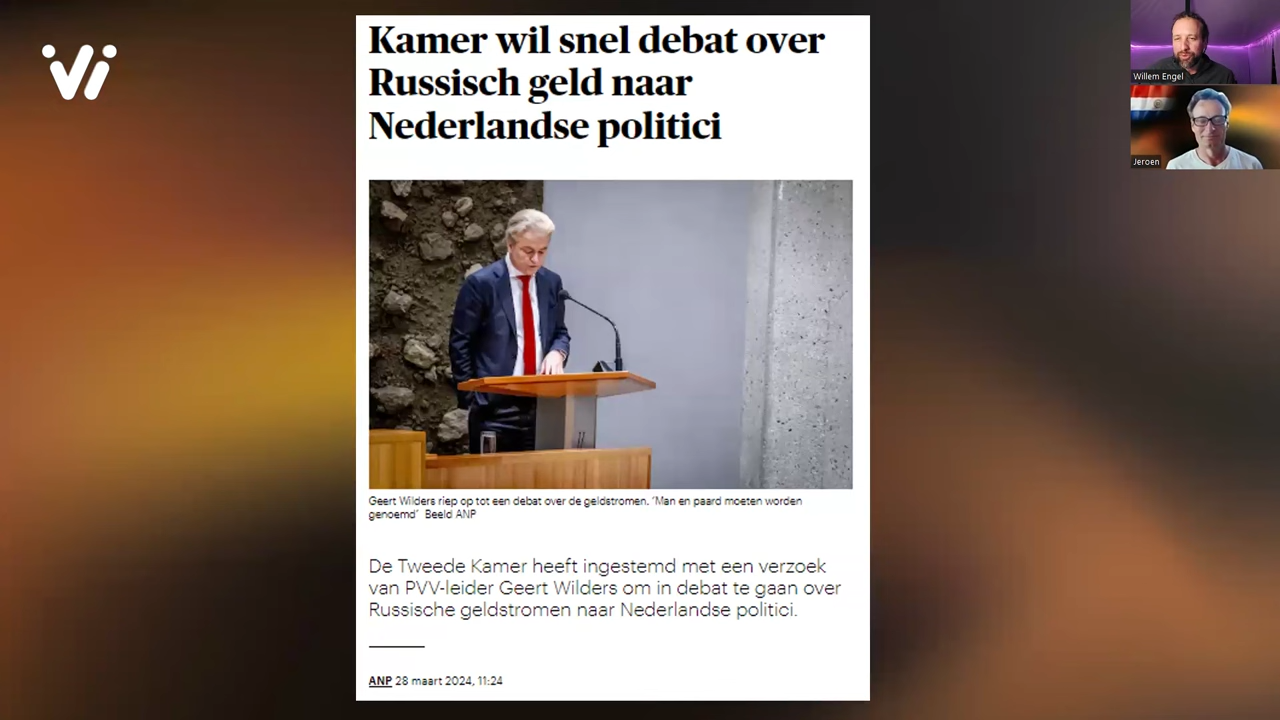 Vi
Kamer wil snel debat over
Russisch geld naar
Nederlandse politici
Geert Wilders riep op tot een debat over de geldstromen. ‘Man en paard moeten worden
genoemd’ Beeld ANP
De Tweede Kamer heeft ingestemd met een verzoek
van PVV-leider Geert Wilders om in debat te gaan over
Russische geldstromen naar Nederlandse politici.
ANP 28 maart 2024, 11:24
Willem Engel
Jeroen